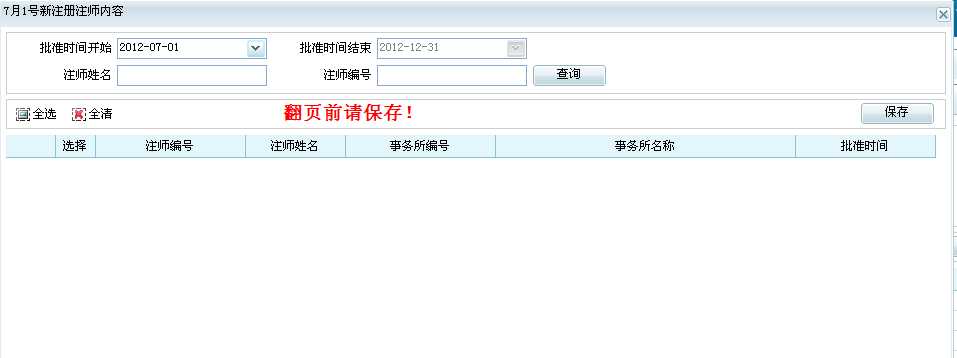 7月1号新注册注师内容
批准时间开始 2012-07-01 批准时间结束 2012-12-31
注师姓名 注师编号 查询
全选 全清 翻页前请保存！ 保存
选择 注师编号 注师姓名 事务所编号 事务所名称 批准时间